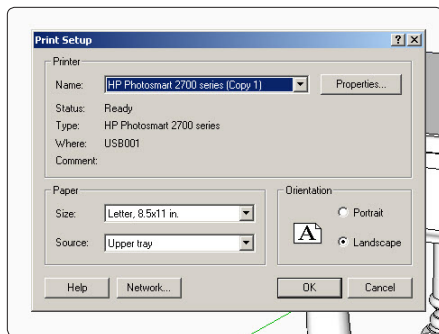 Print Setup
Printer
Name: HP Photosmart 2700 series (Copy 1) Properties...
Status: Ready
Type: HP Photosmart 2700 series
Where: USB001
Comment:
Paper
Size: Letter, 8.5x11 in.
Source: Upper tray
Orientation
A
Portrait
Landscape
Help Network... OK Cancel